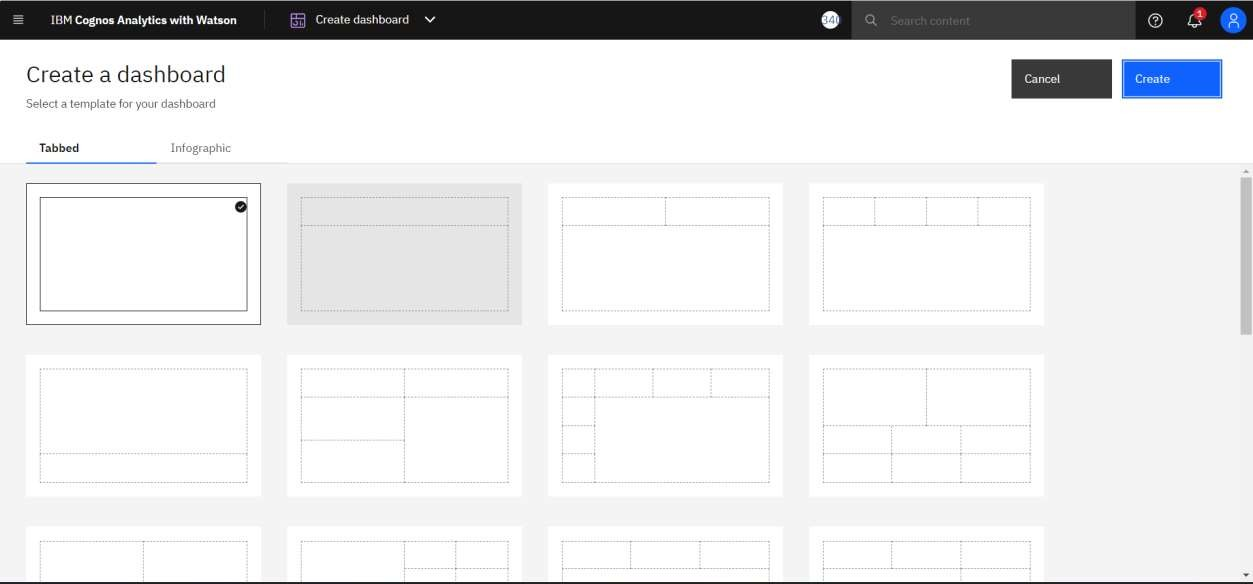 IBM Cognos Analytics with Watson
Create dashboard
340
Search content
1
Create a dashboard
Cancel
Create
Select a template for your dashboard
Tabbed
Infographic